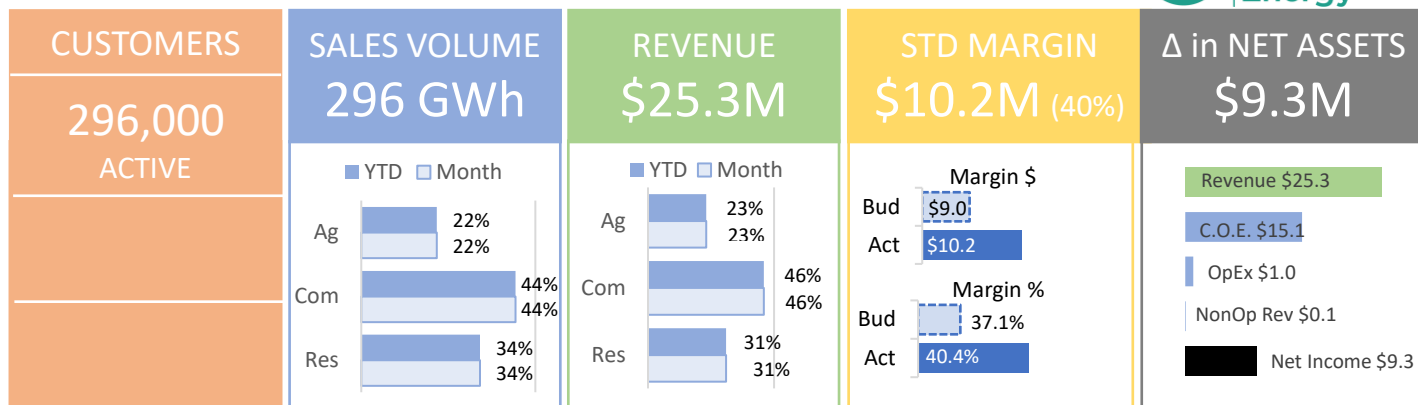 Energy
CUSTOMERS
296,000
ACTIVE
SALES VOLUME
296 GWh
YTD Month
Ag 22%
22%
Com 44%
44%
Res 34%
34%
REVENUE
$25.3M
YTD Month
Ag 23%
23%
Com 46%
46%
Res 31%
31%
STD MARGIN
$10.2M (40%)
Margin $
Bud $9.0
Act $10.2
Margin %
Bud 37.1%
Act 40.4%
Δ in NET ASSETS
$9.3M
Revenue $25.3
C.O.E. $15.1
OpEx $1.0
NonOp Rev $0.1
Net Income $9.3